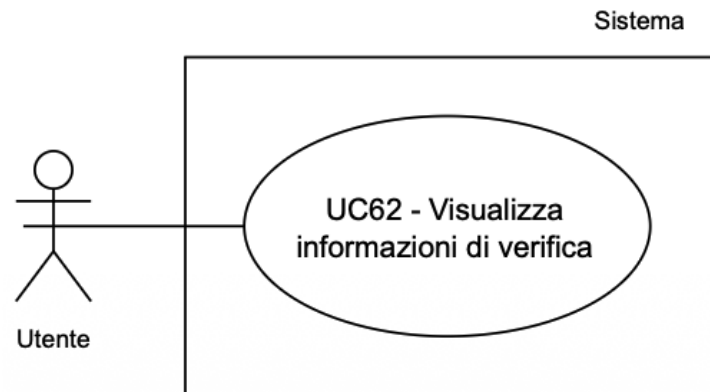 Sistema
UC62 - Visualizza
informazioni di verifica
Utente